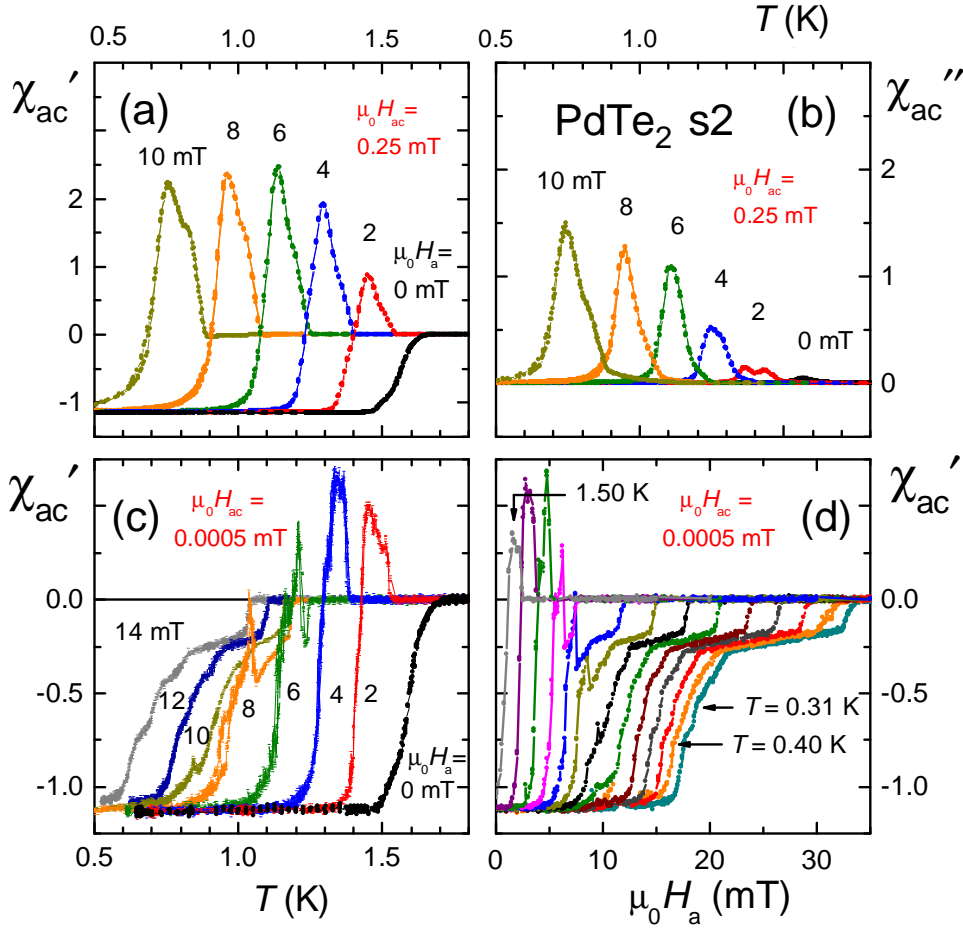 T (K)
0.5 1.0 1.5
χac′
(a)
μ0Hac=
0.25 mT
10 mT
8
6
4
2
μ0Ha=
0 mT
2
1
0
-1
T (K)
0.5 1.0
χac″
PdTe2 s2 (b)
μ0Hac=
0.25 mT
10 mT
8
6
4
2
0 mT
2
1
0
χac′
(c)
μ0Hac=
0.0005 mT
14 mT
12
10
8
6
4
2
μ0Ha=
0 mT
0.0
-0.5
-1.0
0.5 1.0 1.5
T (K)
χac′
(d)
1.50 K
μ0Hac=
0.0005 mT
T = 0.31 K
T = 0.40 K
0.0
-0.5
-1.0
0 10 20 30
μ0Ha (mT)